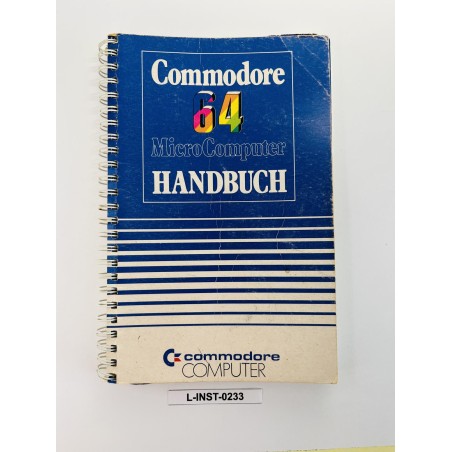 Commodore
64
MicroComputer
HANDBUCH
commodore
COMPUTER
L-INST-0233